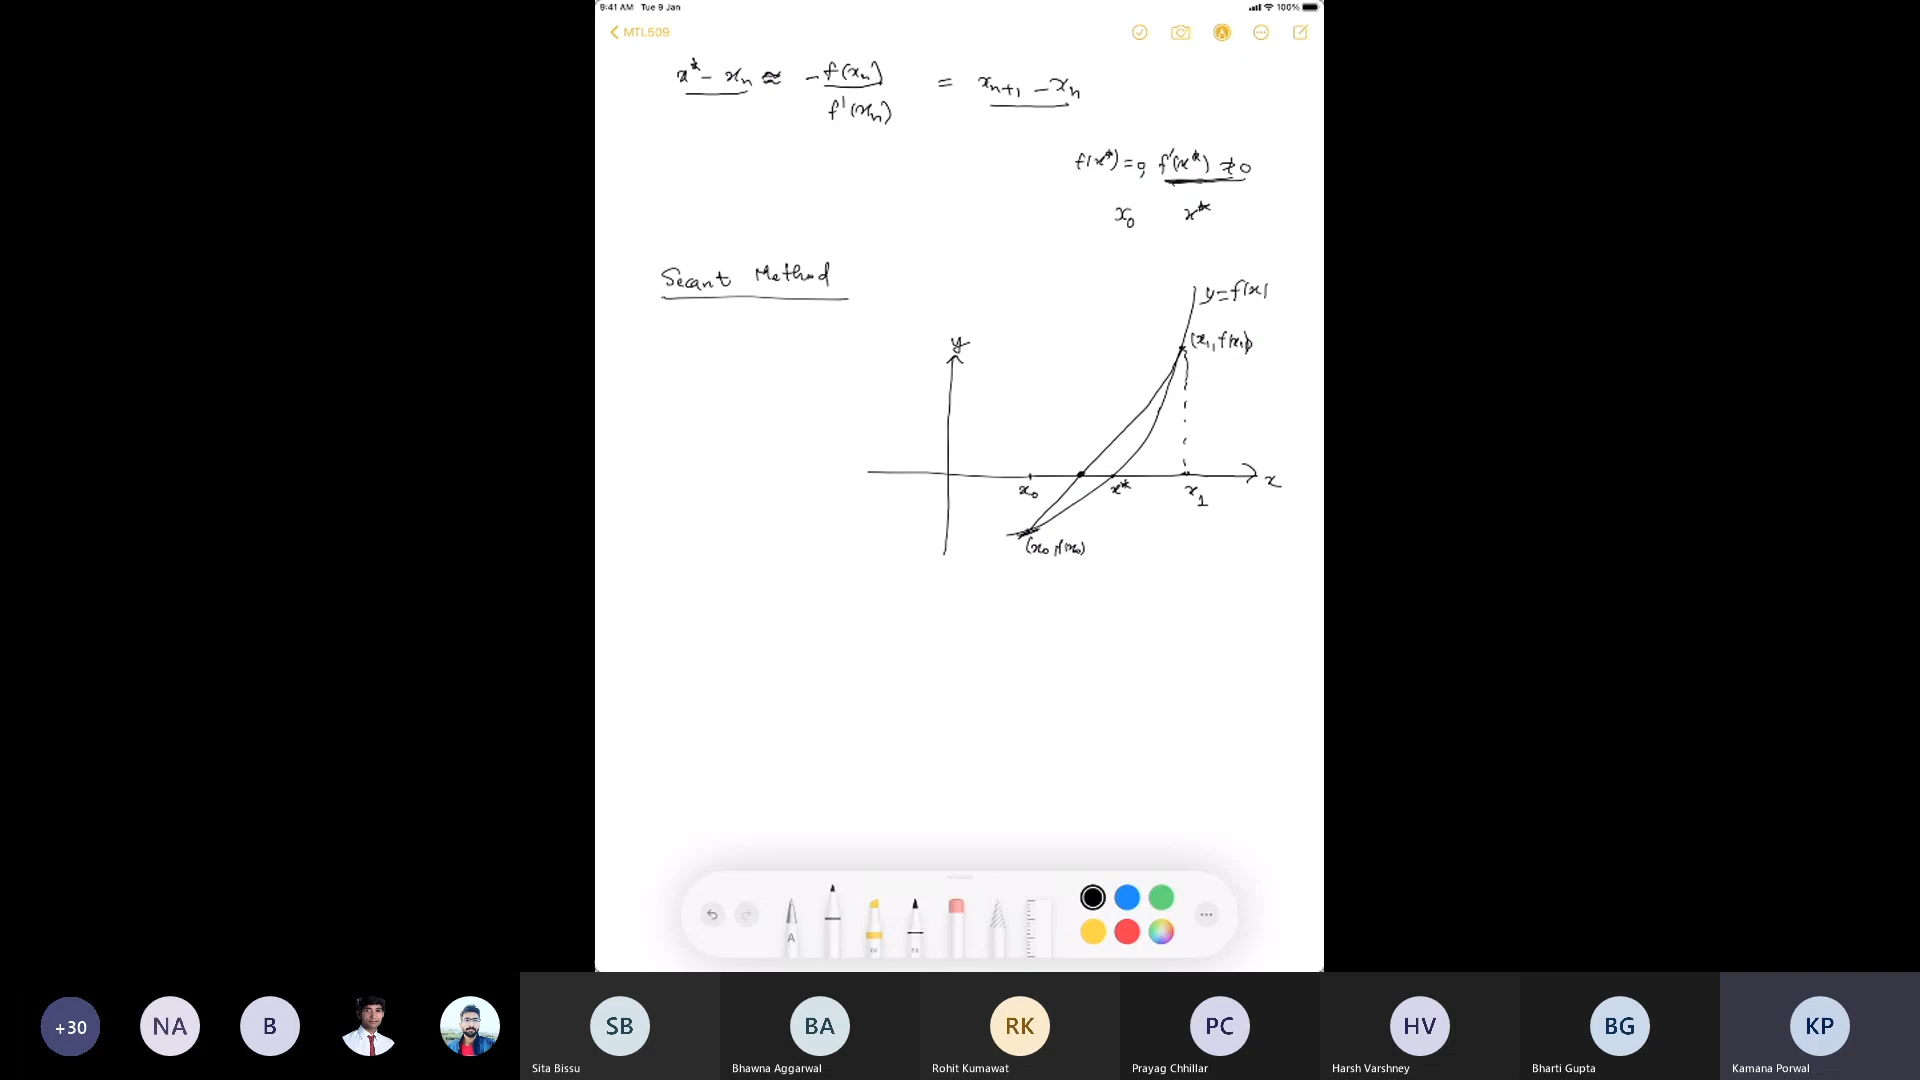 9:41 AM Tue 9 Jan
100%
MTL509
x* - xₙ ≈ -f(xₙ)/f'(xₙ) = xₙ₊₁ - xₙ
f(x*) = 0, f'(x*) ≠ 0
x₀ x*
Secant Method
y = f(x)
(x₁, f(x₁))
y
x₀ x* x₁ x
(x₀, f(x₀))
A
+30 NA B SB BA RK PC HV BG KP
Sita Bissu Bhawna Aggarwal Rohit Kumawat Prayag Chhillar Harsh Varshney Bharti Gupta Kamana Porwal